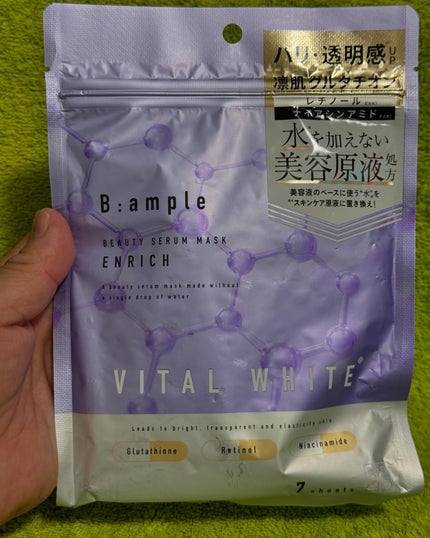 ハリ・透明感UP
凛肌グルタチオン
レチノール
ナイアシンアミド
水を加えない
美容原液処方
美容液のベースに使う"水"を
スキンケア原液に置き換え!
B:ample
BEAUTY SERUM MASK
ENRICH
A beauty serum mask made without
a single drop of water
VITAL WHITE
Leads to bright, transparent and elasticity skin.
Glutathione
Retinol
Niacinamide
7 sheets